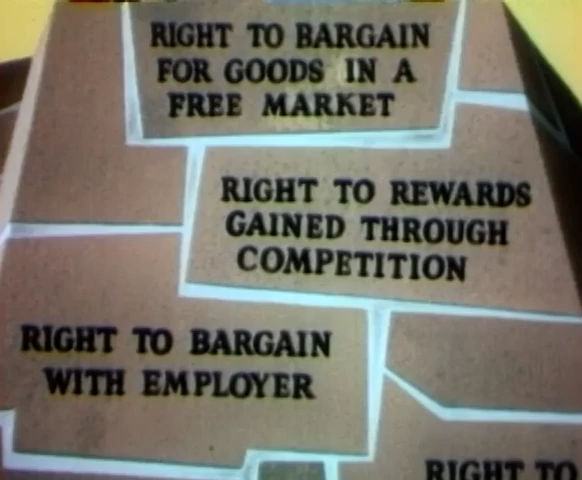 RIGHT TO BARGAIN
FOR GOODS IN A
FREE MARKET
RIGHT TO REWARDS
GAINED THROUGH
COMPETITION
RIGHT TO BARGAIN
WITH EMPLOYER
RIGHT TO